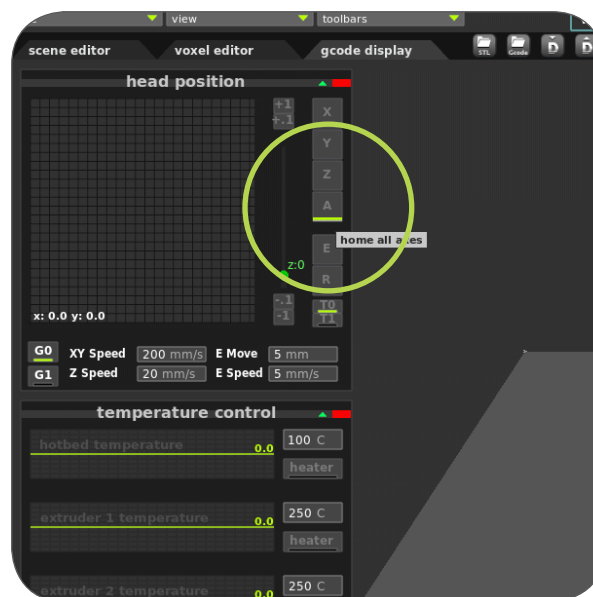 view
toolbars
scene editor
voxel editor
gcode display
STL
Gcode
D
D
head position
+1
+.1
X
Y
Z
A
home all axes
E
z:0
R
-.1
-1
T0
T1
x: 0.0 y: 0.0
G0
XY Speed
200 mm/s
E Move
5 mm
G1
Z Speed
20 mm/s
E Speed
5 mm/s
temperature control
hotbed temperature
0.0
100 C
heater
extruder 1 temperature
0.0
250 C
heater
extruder 2 temperature
0.0
250 C